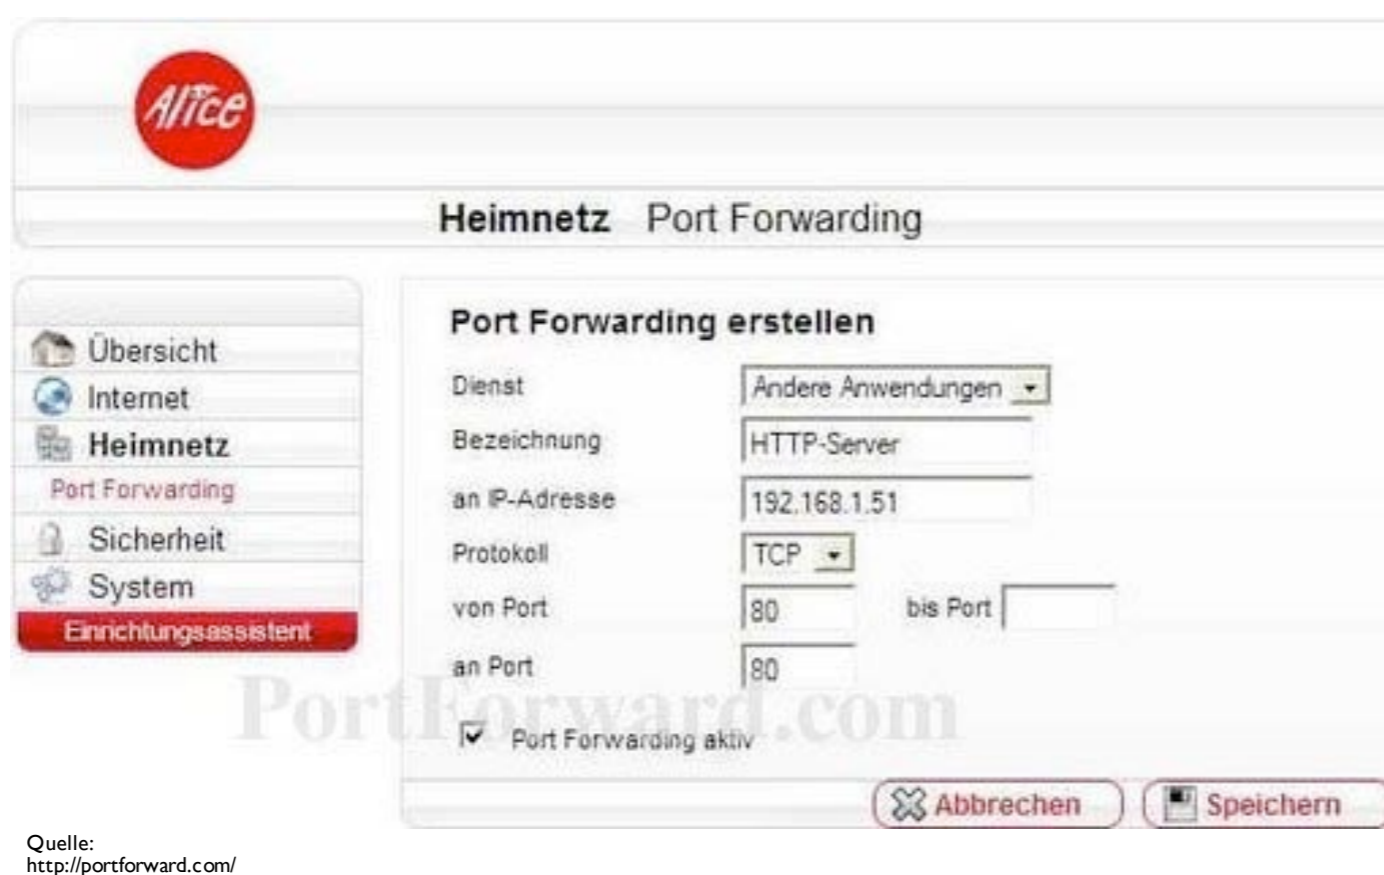 Alice
Heimnetz Port Forwarding
Übersicht
Internet
Heimnetz
Port Forwarding
Sicherheit
System
Einrichtungsassistent
Port Forwarding erstellen
Dienst Andere Anwendungen
Bezeichnung HTTP-Server
an IP-Adresse 192.168.1.51
Protokoll TCP
von Port 80 bis Port
an Port 80
PortForward.com
Port Forwarding aktiv
Abbrechen Speichern
Quelle:
http://portforward.com/